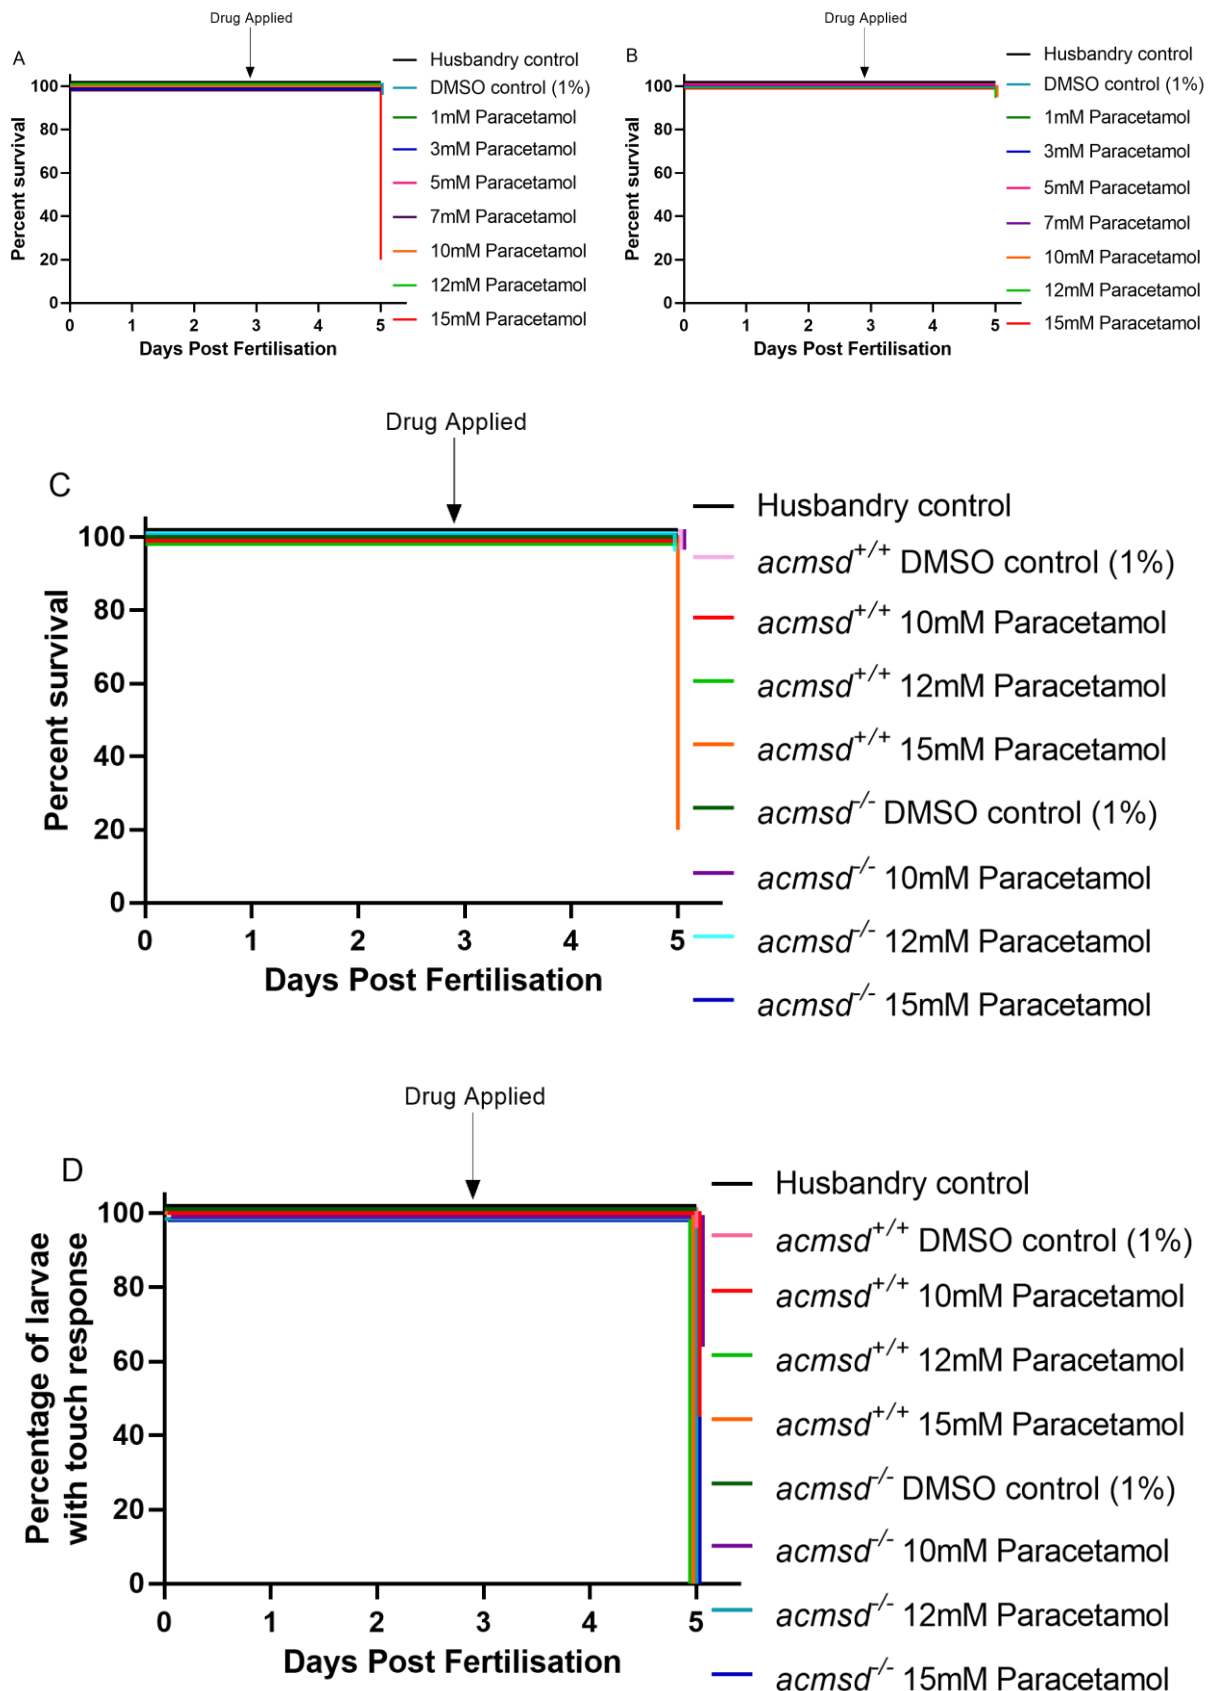 Drug Applied
A
Percent survival
100
80
60
40
20
0
0 1 2 3 4 5
Days Post Fertilisation
Husbandry control
DMSO control (1%)
1mM Paracetamol
3mM Paracetamol
5mM Paracetamol
7mM Paracetamol
10mM Paracetamol
12mM Paracetamol
15mM Paracetamol
Drug Applied
B
Percent survival
100
80
60
40
20
0
0 1 2 3 4 5
Days Post Fertilisation
Husbandry control
DMSO control (1%)
1mM Paracetamol
3mM Paracetamol
5mM Paracetamol
7mM Paracetamol
10mM Paracetamol
12mM Paracetamol
15mM Paracetamol
Drug Applied
C
Percent survival
100
80
60
40
20
0
0 1 2 3 4 5
Days Post Fertilisation
Husbandry control
acmsd+/+ DMSO control (1%)
acmsd+/+ 10mM Paracetamol
acmsd+/+ 12mM Paracetamol
acmsd+/+ 15mM Paracetamol
acmsd-/- DMSO control (1%)
acmsd-/- 10mM Paracetamol
acmsd-/- 12mM Paracetamol
acmsd-/- 15mM Paracetamol
Drug Applied
D
Percentage of larvae
with touch response
100
80
60
40
20
0
0 1 2 3 4 5
Days Post Fertilisation
Husbandry control
acmsd+/+ DMSO control (1%)
acmsd+/+ 10mM Paracetamol
acmsd+/+ 12mM Paracetamol
acmsd+/+ 15mM Paracetamol
acmsd-/- DMSO control (1%)
acmsd-/- 10mM Paracetamol
acmsd-/- 12mM Paracetamol
acmsd-/- 15mM Paracetamol